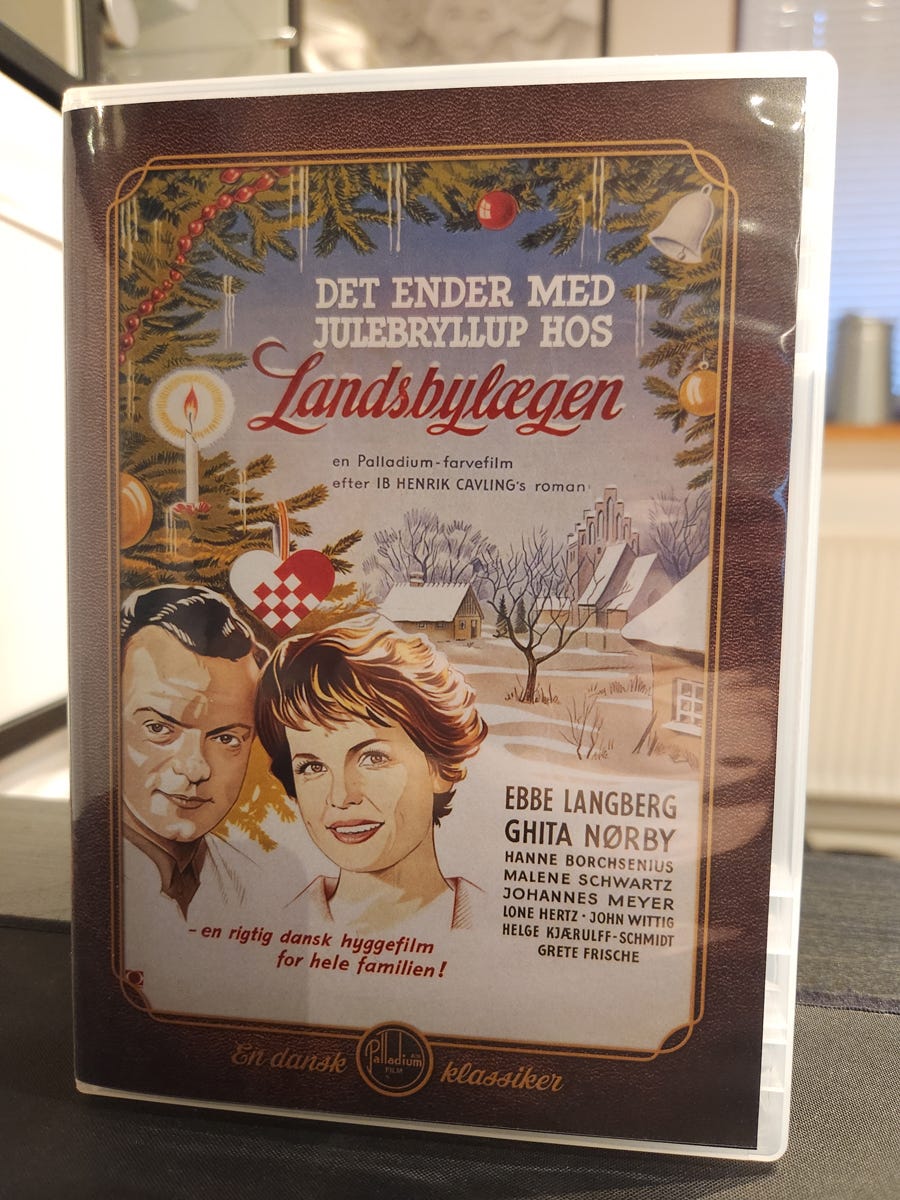 DET ENDER MED
JULEBRYLLUP HOS
Landsbylægen
en Palladium-farvefilm
efter IB HENRIK CAVLING's roman
EBBE LANGBERG
GHITA NØRBY
HANNE BORCHSENIUS
MALENE SCHWARTZ
JOHANNES MEYER
LONE HERTZ · JOHN WITTIG
HELGE KJÆRULFF-SCHMIDT
GRETE FRISCHE
- en rigtig dansk hyggefilm
for hele familien!
En dansk
Palladium
FILM
klassiker